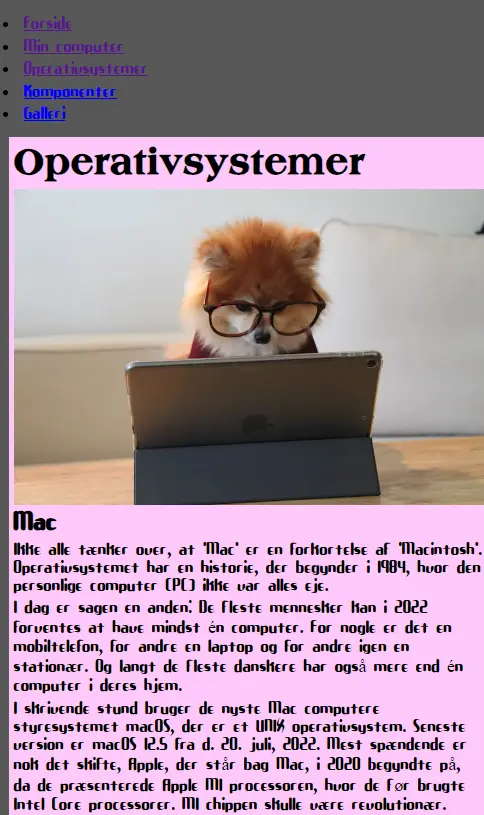 Forside
Min computer
Operativsystemer
Komponenter
Galleri
Operativsystemer
Mac
Ikke alle tænker over, at 'Mac' er en forkortelse af 'Macintosh'.
Operativsystemet har en historie, der begynder i 1984, hvor den
personlige computer (PC) ikke var alles eje.
I dag er sagen en anden: De fleste mennesker kan i 2022
forventes at have mindst én computer. For nogle er det en
mobiltelefon, for andre en laptop og for andre igen en
stationær. Og langt de fleste danskere har også mere end én
computer i deres hjem.
I skrivende stund bruger de nyste Mac computere
styresystemet macOS, der er et UNIX operativsystem. Seneste
version er macOS 12.5 fra d. 20. juli, 2022. Mest spændende er
nok det skifte, Apple, der står bag Mac, i 2020 begyndte på,
da de præsenterede Apple M1 processoren, hvor de før brugte
Intel Core processorer. M1 chippen skulle være revolutionær.